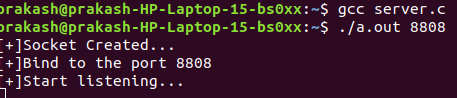 prakash@prakash-HP-Laptop-15-bs0xx:~$ gcc server.c
prakash@prakash-HP-Laptop-15-bs0xx:~$ ./a.out 8808
[+]Socket Created...
[+]Bind to the port 8808
[+]Start listening...